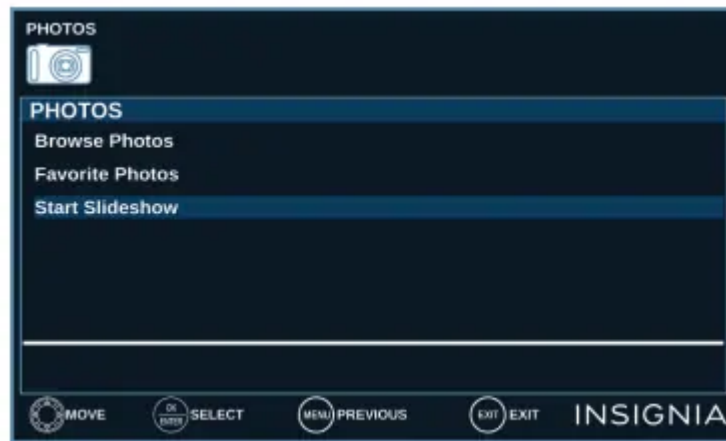 PHOTOS
PHOTOS
Browse Photos
Favorite Photos
Start Slideshow
MOVE OK ENTER SELECT MENU PREVIOUS EXIT EXIT INSIGNIA